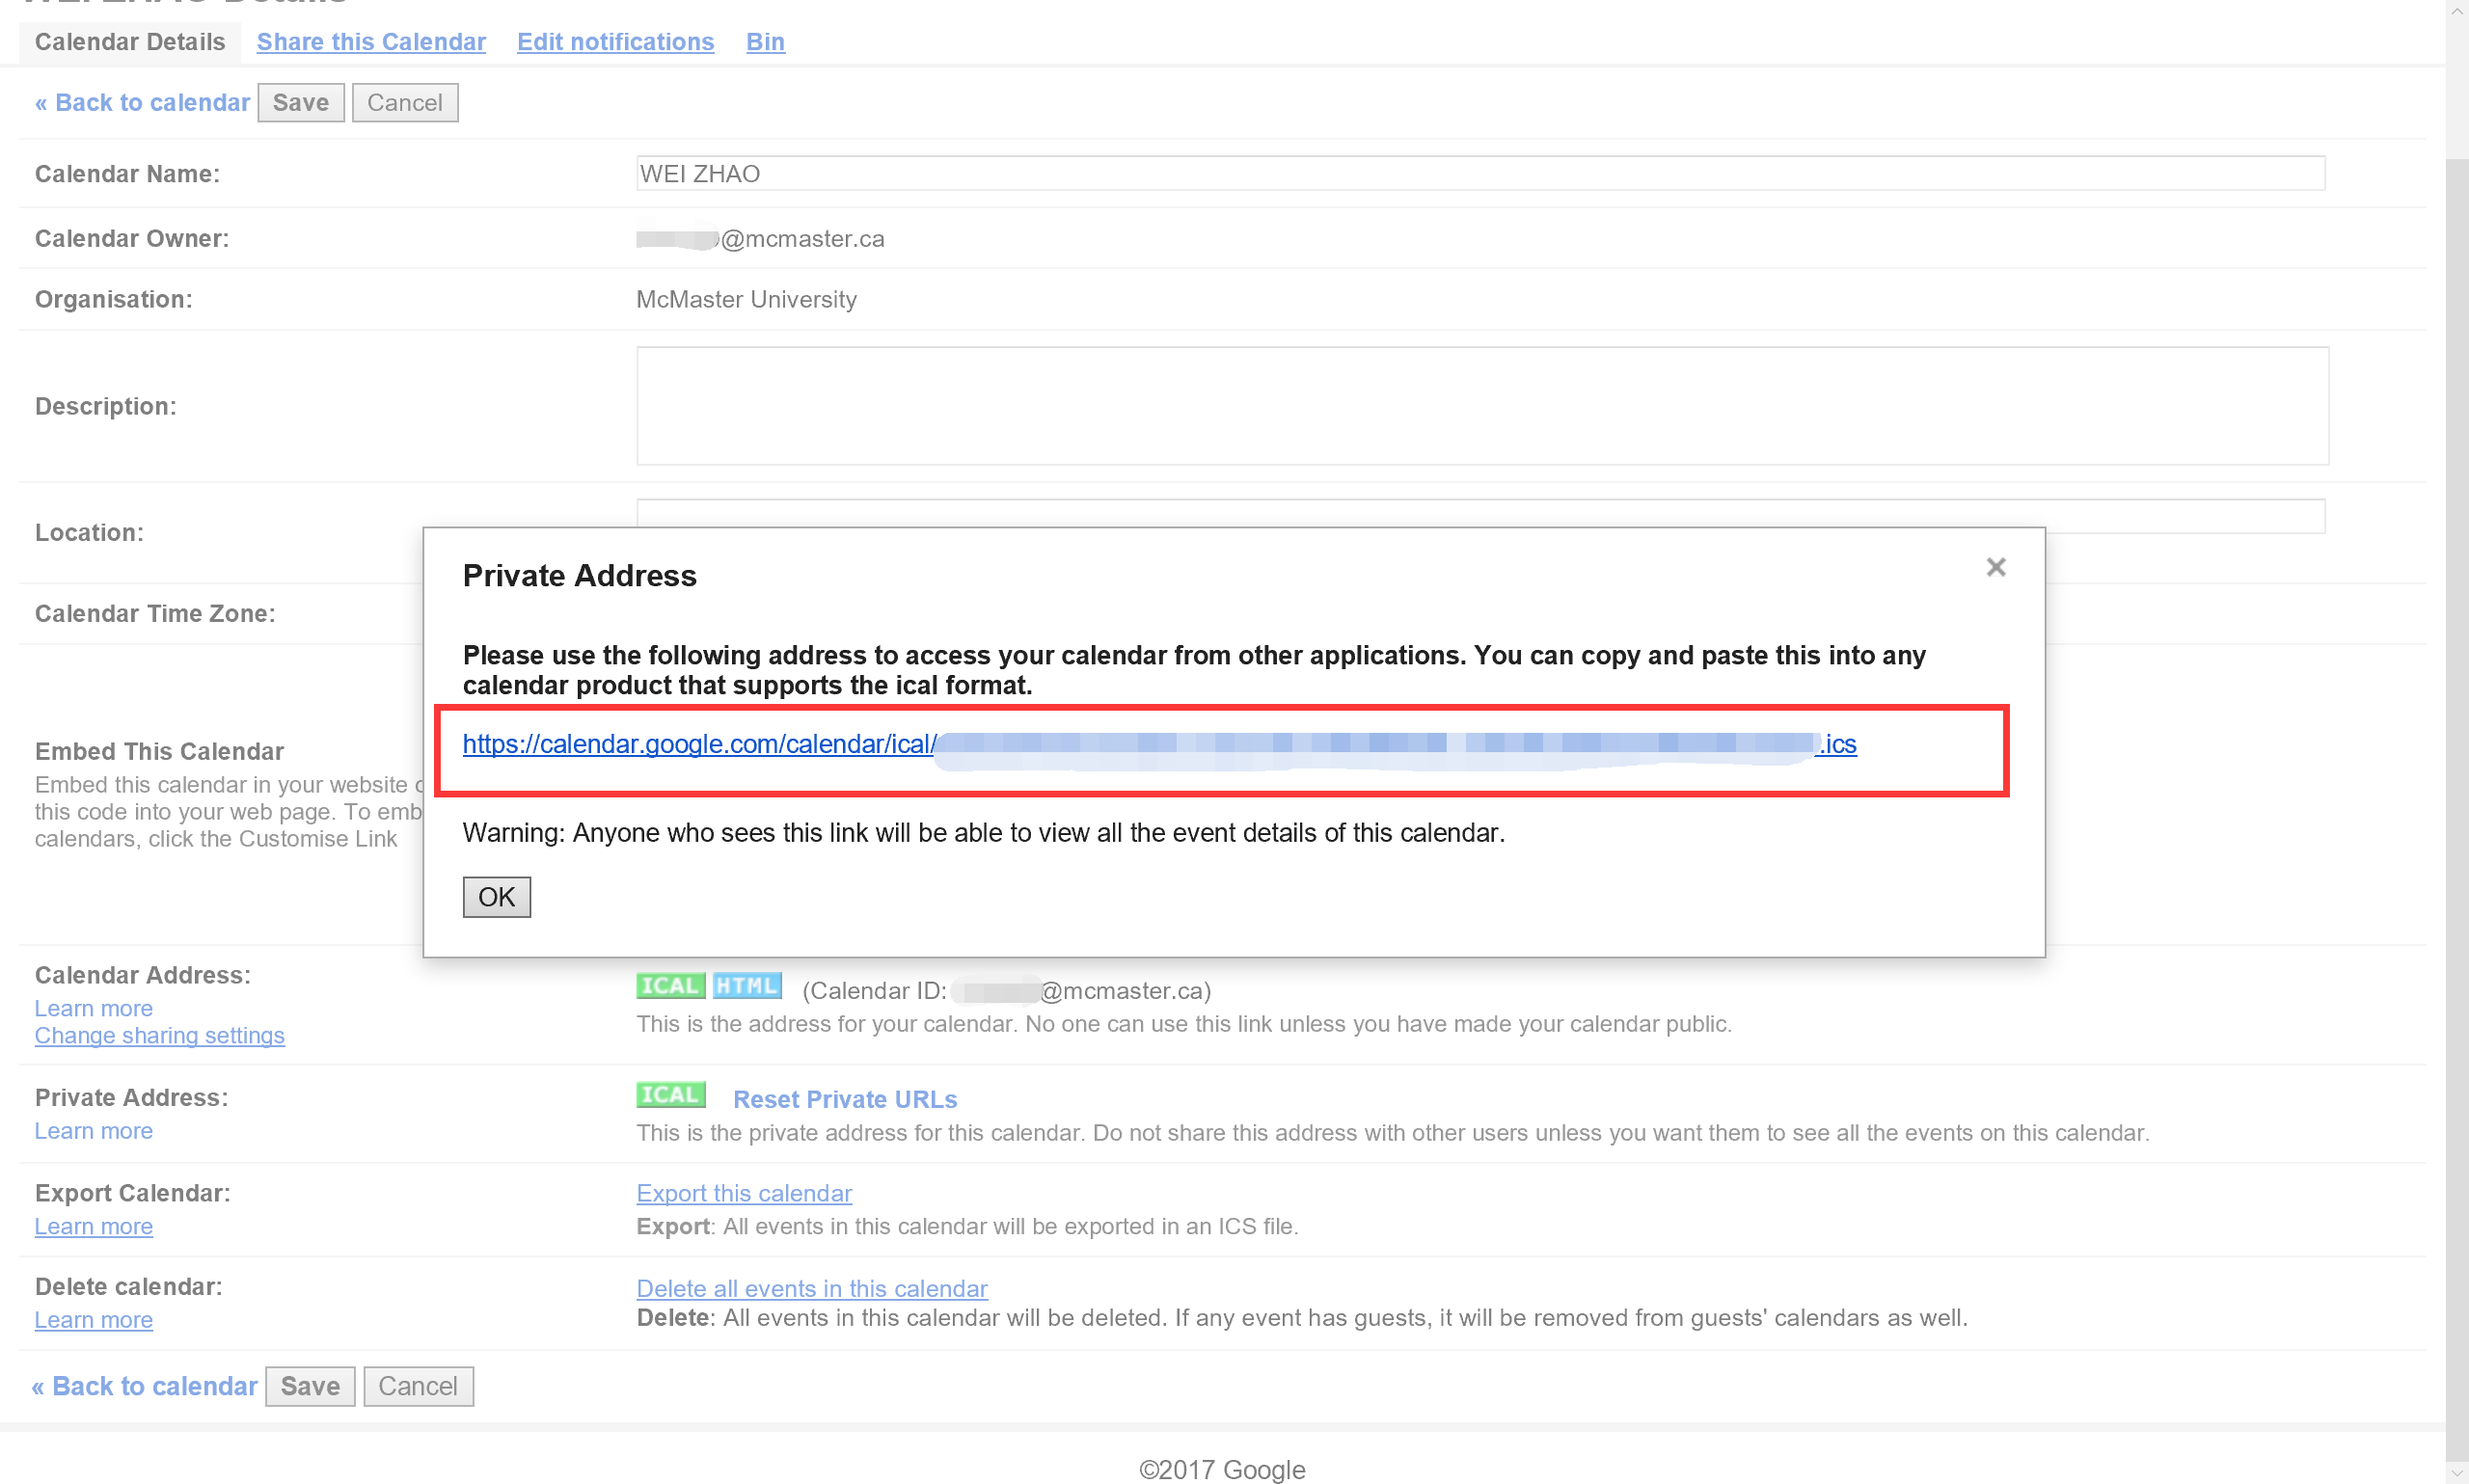 WEI ZHAO Details
Calendar Details Share this Calendar Edit notifications Bin
« Back to calendar Save Cancel
Calendar Name: WEI ZHAO
Calendar Owner: @mcmaster.ca
Organisation: McMaster University
Description:
Location:
Private Address
Calendar Time Zone:
Please use the following address to access your calendar from other applications. You can copy and paste this into any
calendar product that supports the ical format.
https://calendar.google.com/calendar/ical/ .ics
Warning: Anyone who sees this link will be able to view all the event details of this calendar.
OK
Embed This Calendar
Embed this calendar in your website
this code into your web page. To
calendars, click the Customise Link
Calendar Address: ICAL HTML (Calendar ID: @mcmaster.ca)
Learn more
Change sharing settings
This is the address for your calendar. No one can use this link unless you have made your calendar public.
Private Address: ICAL Reset Private URLs
Learn more
This is the private address for this calendar. Do not share this address with other users unless you want them to see all the events on this calendar.
Export Calendar: Export this calendar
Learn more
Export: All events in this calendar will be exported in an ICS file.
Delete calendar: Delete all events in this calendar
Learn more
Delete: All events in this calendar will be deleted. If any event has guests, it will be removed from guests' calendars as well.
« Back to calendar Save Cancel
©2017 Google